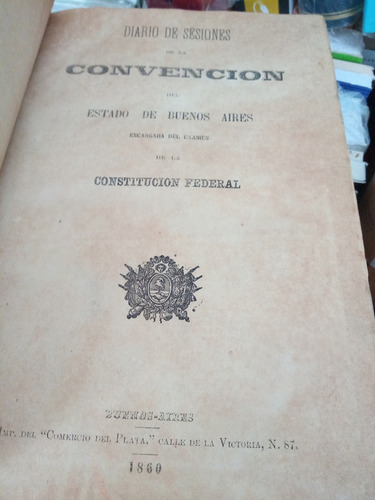 DIARIO DE SESIONES
DE LA
CONVENCION
DEL
ESTADO DE BUENOS AIRES
ENCARGADA DEL EXAMEN
DE LA
CONSTITUCION FEDERAL
BUENOS-AIRES
IMP. DEL "COMERCIO DEL PLATA," CALLE DE LA VICTORIA, N. 87.
1860